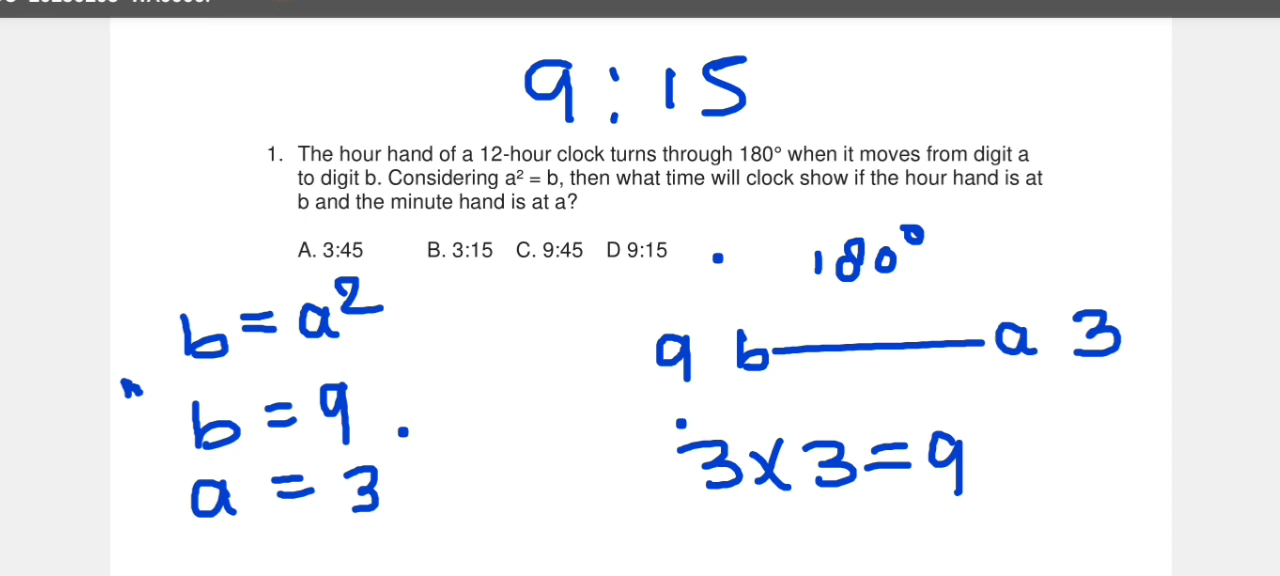 9:15
1. The hour hand of a 12-hour clock turns through 180° when it moves from digit a
to digit b. Considering a² = b, then what time will clock show if the hour hand is at
b and the minute hand is at a?
A. 3:45 B. 3:15 C. 9:45 D 9:15
180°
b = a²
9 b — a 3
b = 9
a = 3
3×3=9